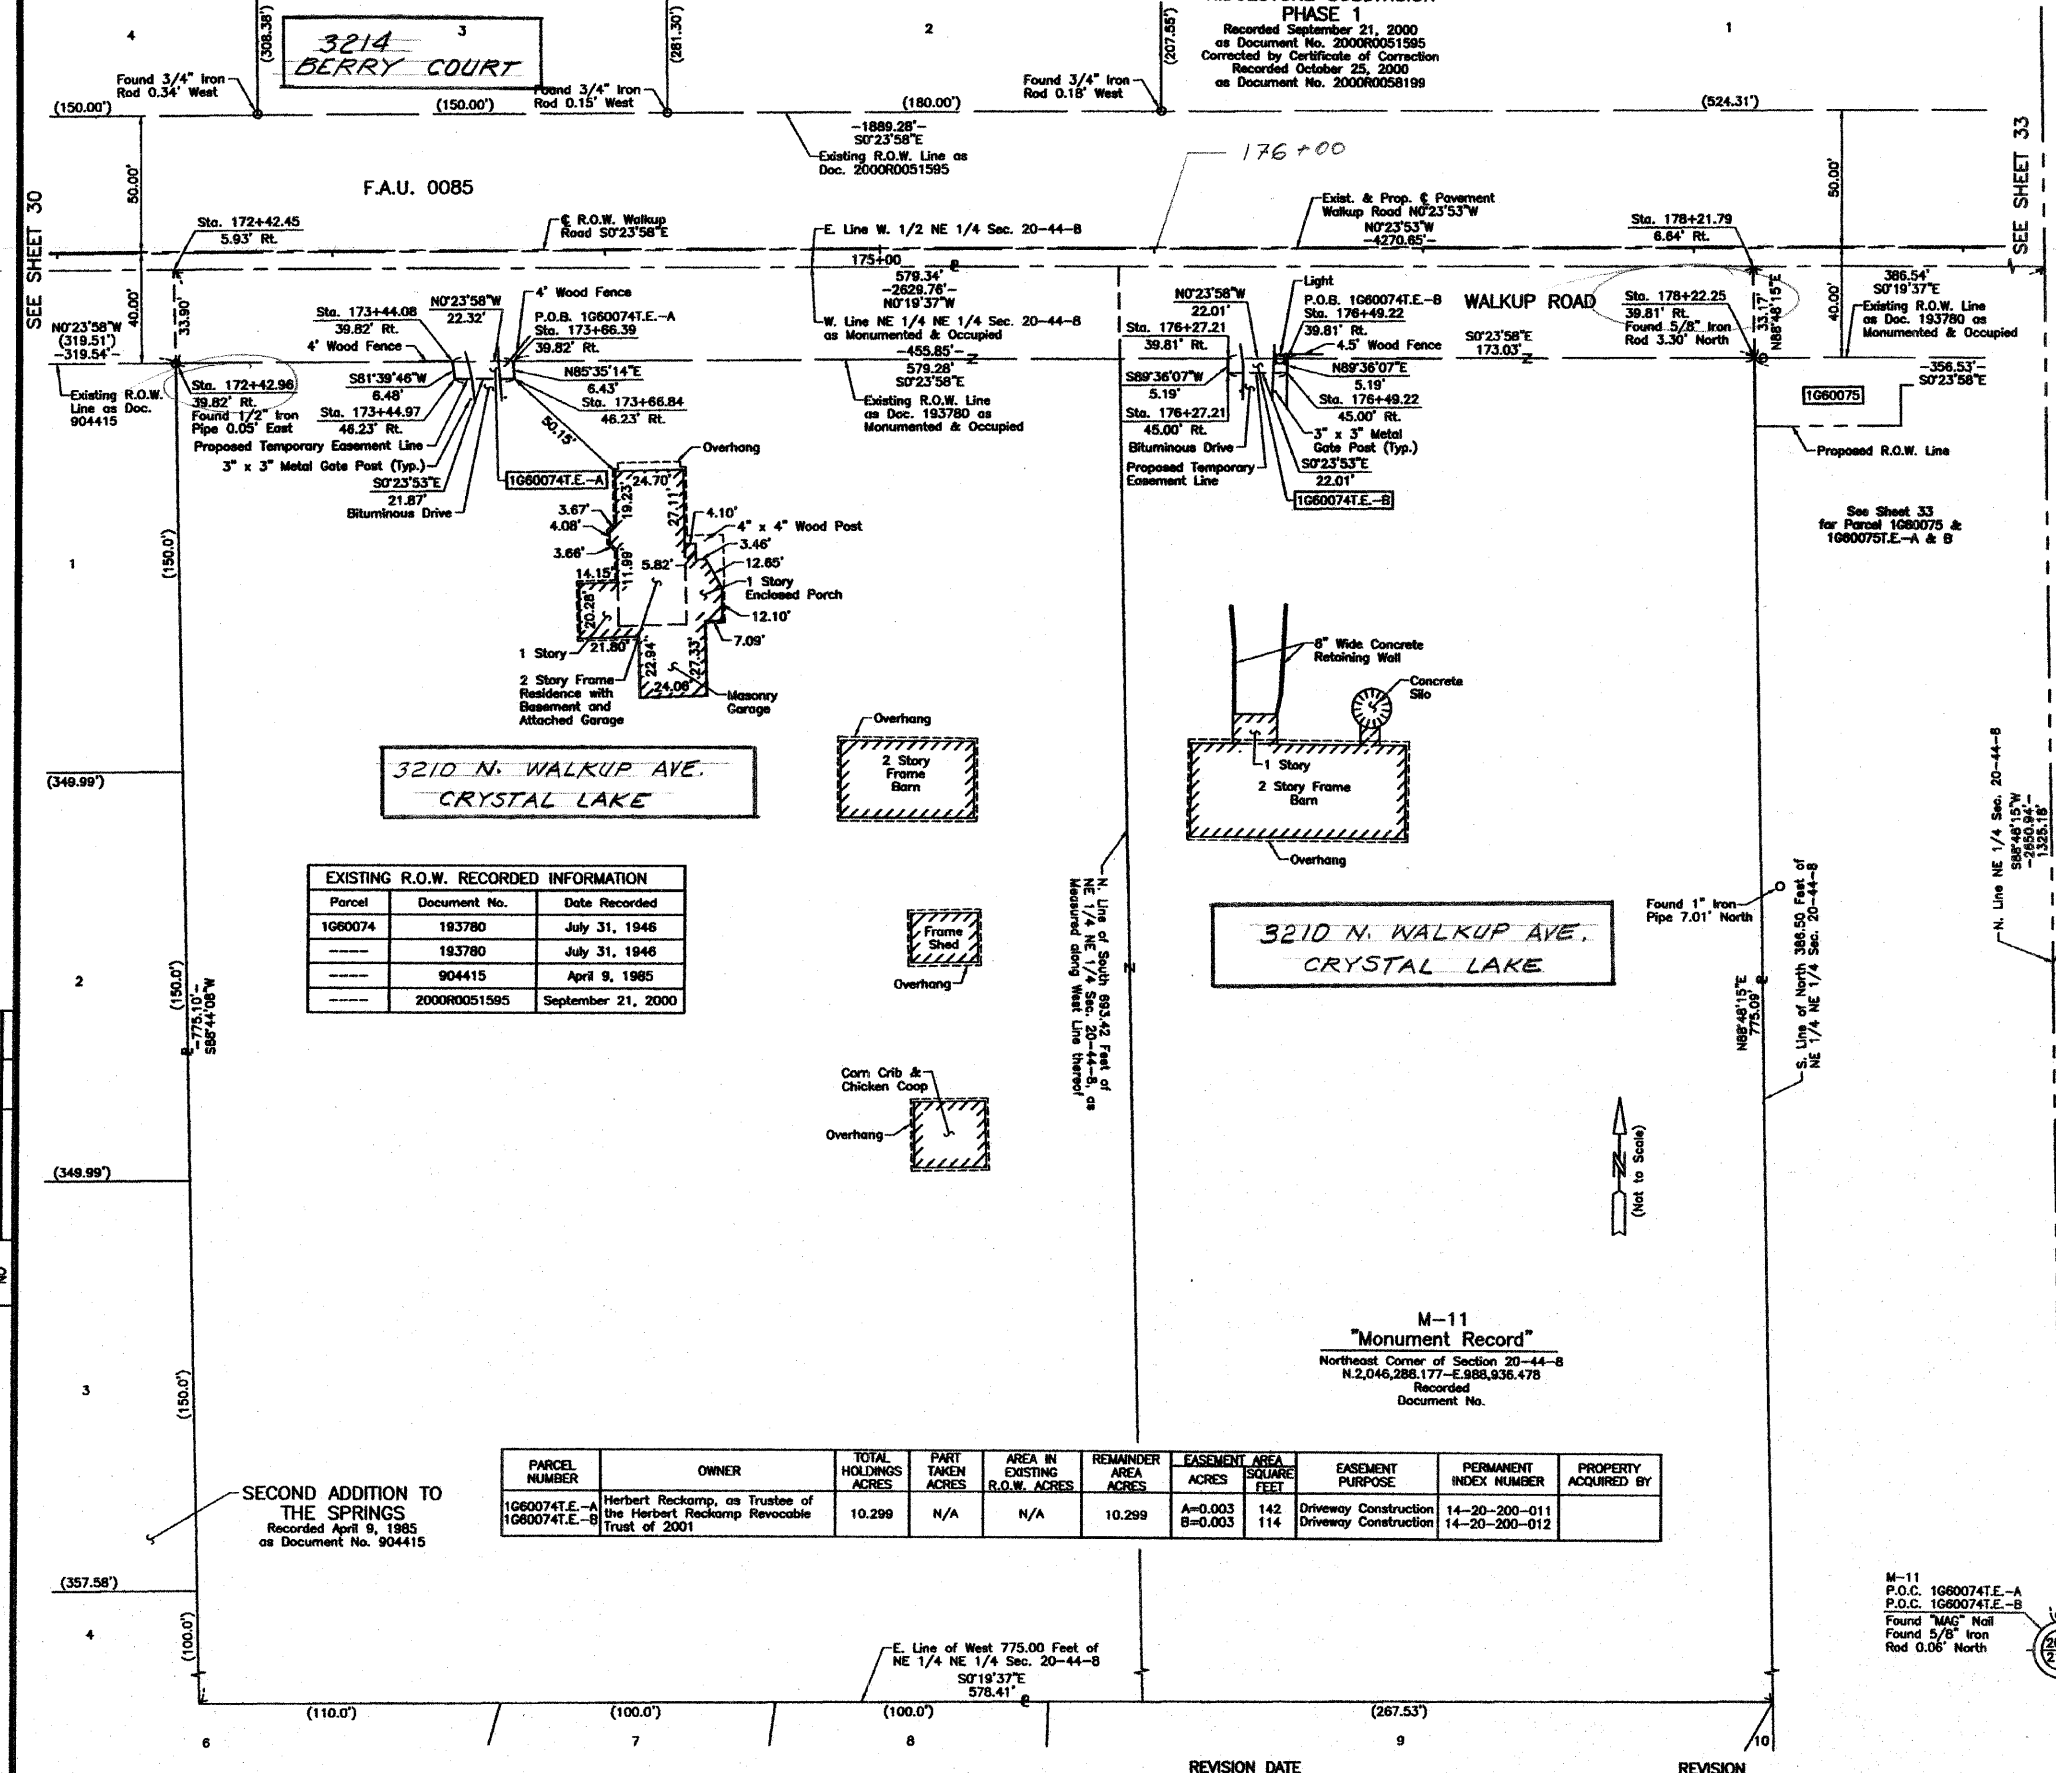 PHASE 1
Recorded September 21, 2000
as Document No. 2000R0051595
Corrected by Certificate of Correction
Recorded October 25, 2000
as Document No. 2000R0058199
4
(308.38')
3
3214
BERRY COURT
(281.30')
2
(207.55')
1
Found 3/4" Iron
Rod 0.34' West
Found 3/4" Iron
Rod 0.15' West
Found 3/4" Iron
Rod 0.18' West
(150.00')
(150.00')
(180.00')
(524.31')
-1889.28'-
S0°23'58"E
Existing R.O.W. Line as
Doc. 2000R0051595
176+00
50.00'
50.00'
SEE SHEET 30
SEE SHEET 33
F.A.U. 0085
Sta. 172+42.45
5.93' Rt.
℄ R.O.W. Walkup
Road S0°23'58"E
E. Line W. 1/2 NE 1/4 Sec. 20-44-8
Exist. & Prop. ℄ Pavement
Walkup Road N0°23'53"W
N0°23'53"W
-4270.65'-
Sta. 178+21.79
6.64' Rt.
175+00
579.34'
-2629.76'-
N0°19'37"W
W. Line NE 1/4 NE 1/4 Sec. 20-44-8
as Monumented & Occupied
-455.85'-
579.28'
S0°23'58"E
Existing R.O.W. Line
as Doc. 193780 as
Monumented & Occupied
33.90'
40.00'
N0°23'58"W
(319.51')
-319.54'-
Existing R.O.W.
Line as Doc.
904415
Sta. 172+42.96
39.82' Rt.
Found 1/2" Iron
Pipe 0.05' East
Sta. 173+44.08
39.82' Rt.
4' Wood Fence
N0°23'58"W
22.32'
4' Wood Fence
P.O.B. 1G60074T.E.-A
Sta. 173+66.39
39.82' Rt.
N85°35'14"E
6.43'
Sta. 173+66.84
46.23' Rt.
S81°39'46"W
6.48'
Sta. 173+44.97
46.23' Rt.
Proposed Temporary Easement Line
3" x 3" Metal Gate Post (Typ.)
S0°23'53"E
21.87'
Bituminous Drive
50.15'
1G60074T.E.-A
Overhang
24.70'
19.23'
27.11'
3.67'
4.08'
3.66'
11.99'
4.10'
4" x 4" Wood Post
3.46'
5.82'
12.65'
1 Story
Enclosed Porch
14.15'
20.28'
12.10'
7.09'
21.80'
1 Story
22.94'
27.33'
24.06'
2 Story Frame
Residence with
Basement and
Attached Garage
Masonry
Garage
N0°23'58"W
22.01'
Sta. 176+27.21
39.81' Rt.
S89°36'07"W
5.19'
Sta. 176+27.21
45.00' Rt.
Bituminous Drive
Proposed Temporary
Easement Line
Light
P.O.B. 1G60074T.E.-B
Sta. 176+49.22
39.81' Rt.
4.5' Wood Fence
N89°36'07"E
5.19'
Sta. 176+49.22
45.00' Rt.
3" x 3" Metal
Gate Post (Typ.)
S0°23'53"E
22.01'
1G60074T.E.-B
WALKUP ROAD
S0°23'58"E
173.03'
Sta. 178+22.25
39.81' Rt.
Found 5/8" Iron
Rod 3.30' North
33.17'
N88°48'15"E
40.00'
386.54'
S0°19'37"E
Existing R.O.W. Line
as Doc. 193780 as
Monumented & Occupied
-356.53'-
S0°23'58"E
1G60075
Proposed R.O.W. Line
See Sheet 33
for Parcel 1G60075 &
1G60075T.E.-A & B
(150.0')
1
(349.99')
3210 N. WALKUP AVE.
CRYSTAL LAKE
Overhang
2 Story
Frame
Barn
8" Wide Concrete
Retaining Wall
Concrete
Silo
1 Story
2 Story Frame
Barn
Overhang
EXISTING R.O.W. RECORDED INFORMATION
Parcel Document No. Date Recorded
1G60074 193780 July 31, 1946
---- 193780 July 31, 1946
---- 904415 April 9, 1985
---- 2000R0051595 September 21, 2000
Frame
Shed
Overhang
N. Line of South 693.42 Feet of
NE 1/4 NE 1/4 Sec. 20-44-8, as
Measured along West Line thereof
3210 N. WALKUP AVE.
CRYSTAL LAKE
Found 1" Iron
Pipe 7.01' North
N88°48'15"E
775.09'
S. Line of North 386.50 Feet of
NE 1/4 NE 1/4 Sec. 20-44-8
N. Line NE 1/4 Sec. 20-44-8
S88°48'15"W
-2650.94'-
1325.18'
2
(150.0')
-775.10'-
S88°44'08"W
Corn Crib &
Chicken Coop
Overhang
(349.99')
N
(Not to Scale)
M-11
"Monument Record"
Northeast Corner of Section 20-44-8
N.2,046,288.177-E.988,936.478
Recorded
Document No.
3
(150.0')
SECOND ADDITION TO
THE SPRINGS
Recorded April 9, 1985
as Document No. 904415
PARCEL NUMBER OWNER TOTAL HOLDINGS ACRES PART TAKEN ACRES AREA IN EXISTING R.O.W. ACRES REMAINDER AREA ACRES EASEMENT AREA ACRES SQUARE FEET EASEMENT PURPOSE PERMANENT INDEX NUMBER PROPERTY ACQUIRED BY
1G60074T.E.-A
1G60074T.E.-B
Herbert Reckamp, as Trustee of
the Herbert Reckamp Revocable
Trust of 2001
10.299 N/A N/A 10.299
A=0.003 142 Driveway Construction 14-20-200-011
B=0.003 114 Driveway Construction 14-20-200-012
(357.58')
4
(100.0')
E. Line of West 775.00 Feet of
NE 1/4 NE 1/4 Sec. 20-44-8
S0°19'37"E
578.41'
M-11
P.O.C. 1G60074T.E.-A
P.O.C. 1G60074T.E.-B
Found "MAG" Nail
Found 5/8" Iron
Rod 0.06' North
(110.0') (100.0') (100.0') (267.53')
6 7 8 9 10
REVISION DATE REVISION